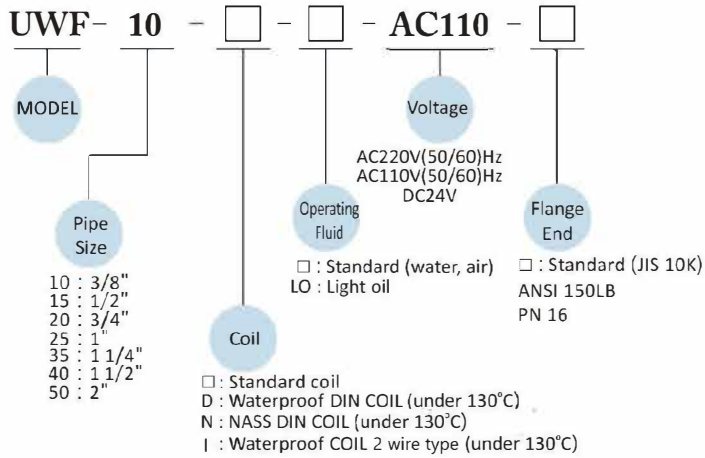 UWF - 10 - □ - □ - AC110 - □
MODEL
Voltage
AC220V(50/60)Hz
AC110V(50/60)Hz
DC24V
Pipe
Size
10 : 3/8"
15 : 1/2"
20 : 3/4"
25 : 1"
35 : 1 1/4"
40 : 1 1/2"
50 : 2"
Operating
Fluid
□ : Standard (water, air)
LO : Light oil
Flange
End
□ : Standard (JIS 10K)
ANSI 150LB
PN 16
Coil
□ : Standard coil
D : Waterproof DIN COIL (under 130°C)
N : NASS DIN COIL (under 130°C)
I : Waterproof COIL 2 wire type (under 130°C)